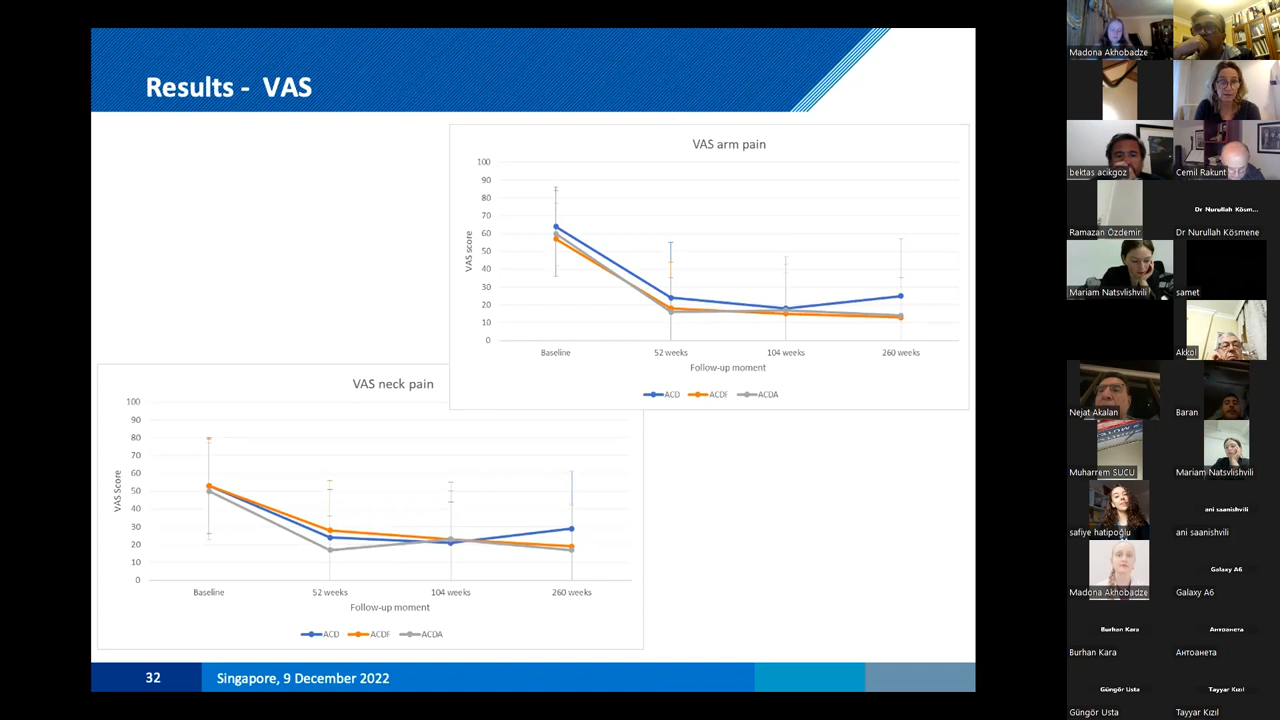 Results - VAS
VAS arm pain
100
90
80
70
60
50
40
30
20
10
0
VAS score
Baseline
52 weeks
104 weeks
260 weeks
Follow-up moment
ACD
ACDF
ACDA
VAS neck pain
100
90
80
70
60
50
40
30
20
10
0
VAS Score
Baseline
52 weeks
104 weeks
260 weeks
Follow-up moment
ACD
ACDF
ACDA
32
Singapore, 9 December 2022
Madona Akhobadze
bektas acikgoz
Cemil Rakunt
Ramazan Özdemir
Dr Nurullah Kösm...
Dr Nurullah Kösmene
Mariam Natsvlishvili
samet
Akkol
Nejat Akalan
Baran
Muharrem SUCU
Mariam Natsvlishvili
safiye hatipoğlu
ani saanishvili
ani saanishvili
Madona Akhobadze
Galaxy A6
Galaxy A6
Burhan Kara
Burhan Kara
Антоанета
Антоанета
Güngör Usta
Güngör Usta
Tayyar Kızıl
Tayyar Kızıl